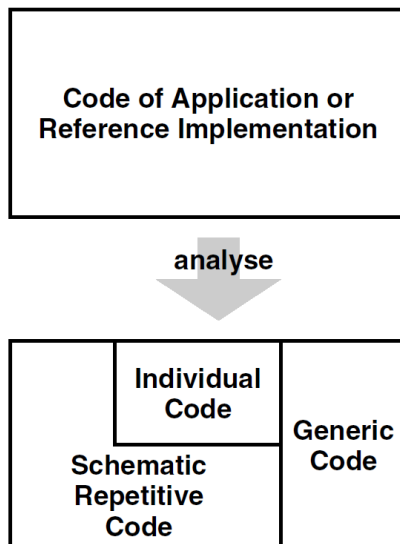 Code of Application or
Reference Implementation
analyse
Individual
Code
Generic
Code
Schematic
Repetitive
Code